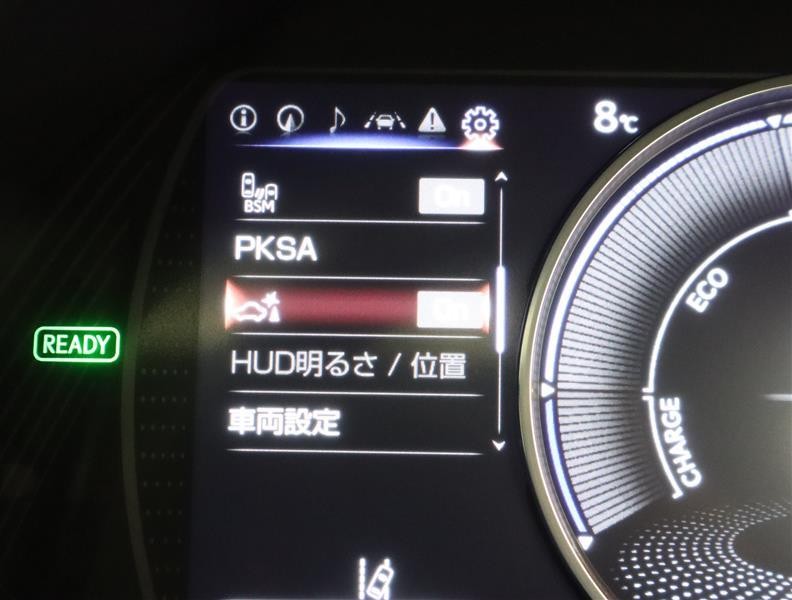 8℃
BSM On
PKSA
On
HUD明るさ / 位置
車両設定
READY
ECO
CHARGE